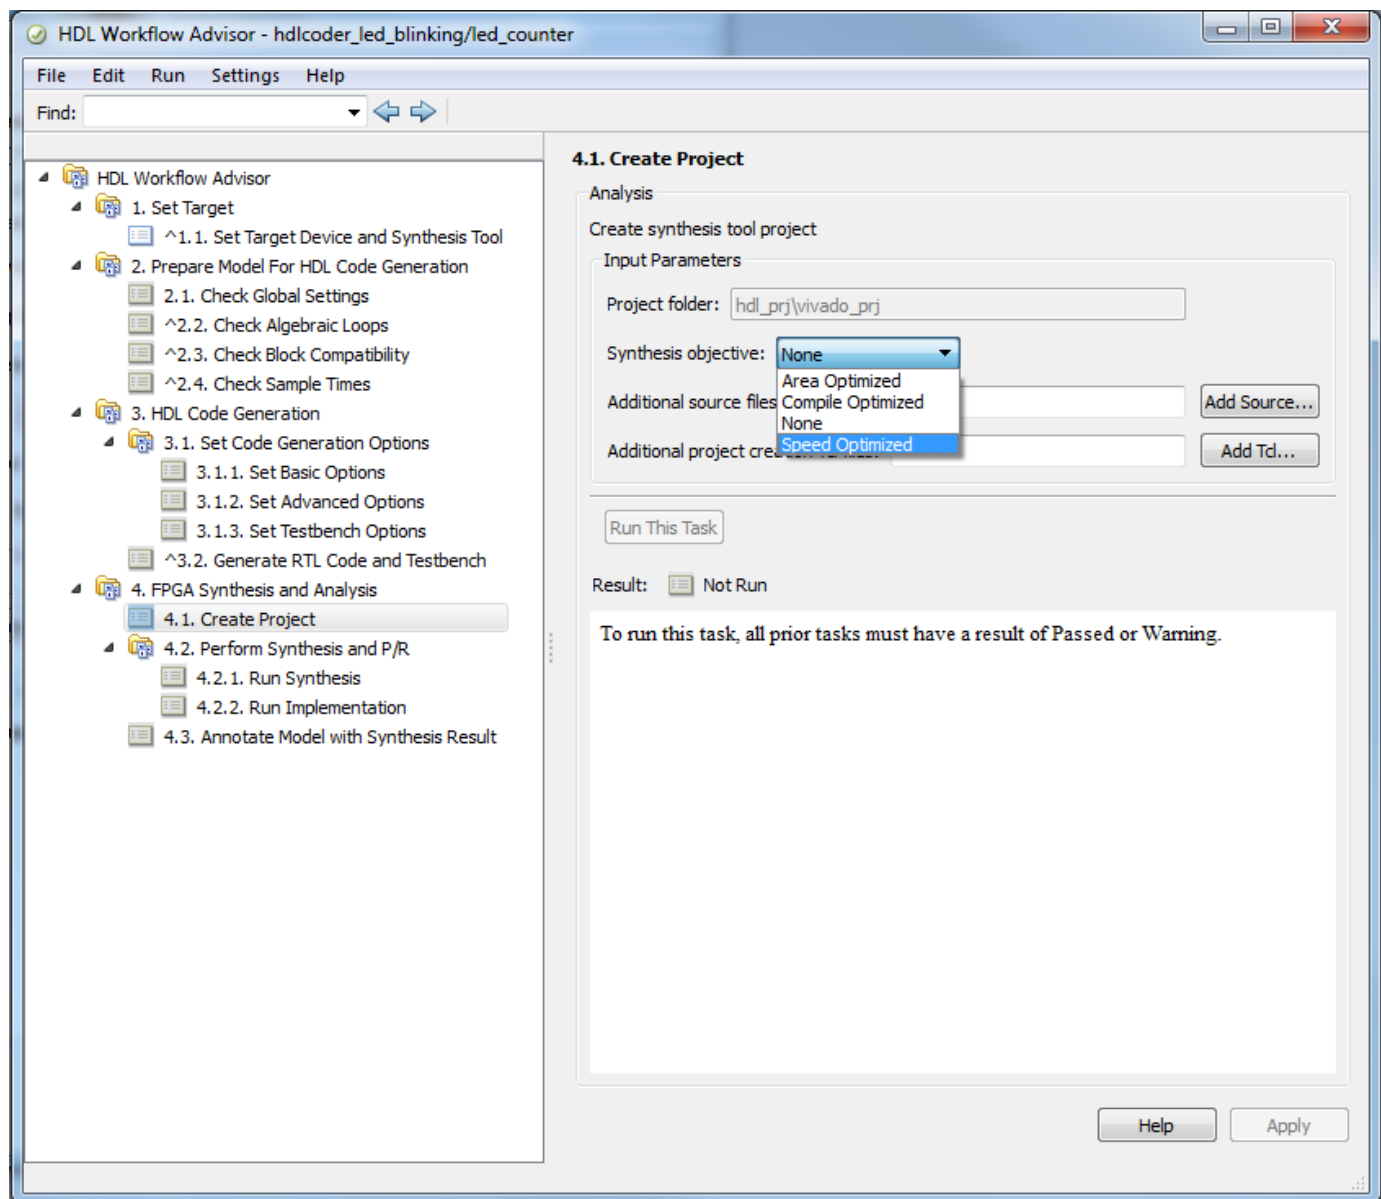 HDL Workflow Advisor - hdlcoder_led_blinking/led_counter
File Edit Run Settings Help
Find:
HDL Workflow Advisor
1. Set Target
^1.1. Set Target Device and Synthesis Tool
2. Prepare Model For HDL Code Generation
2.1. Check Global Settings
^2.2. Check Algebraic Loops
^2.3. Check Block Compatibility
^2.4. Check Sample Times
3. HDL Code Generation
3.1. Set Code Generation Options
3.1.1. Set Basic Options
3.1.2. Set Advanced Options
3.1.3. Set Testbench Options
^3.2. Generate RTL Code and Testbench
4. FPGA Synthesis and Analysis
4.1. Create Project
4.2. Perform Synthesis and P/R
4.2.1. Run Synthesis
4.2.2. Run Implementation
4.3. Annotate Model with Synthesis Result
4.1. Create Project
Analysis
Create synthesis tool project
Input Parameters
Project folder: hdl_prj\vivado_prj
Synthesis objective: None
Area Optimized
Compile Optimized
None
Speed Optimized
Additional source files
Add Source...
Additional project
Add Tcl...
Run This Task
Result: Not Run
To run this task, all prior tasks must have a result of Passed or Warning.
Help
Apply